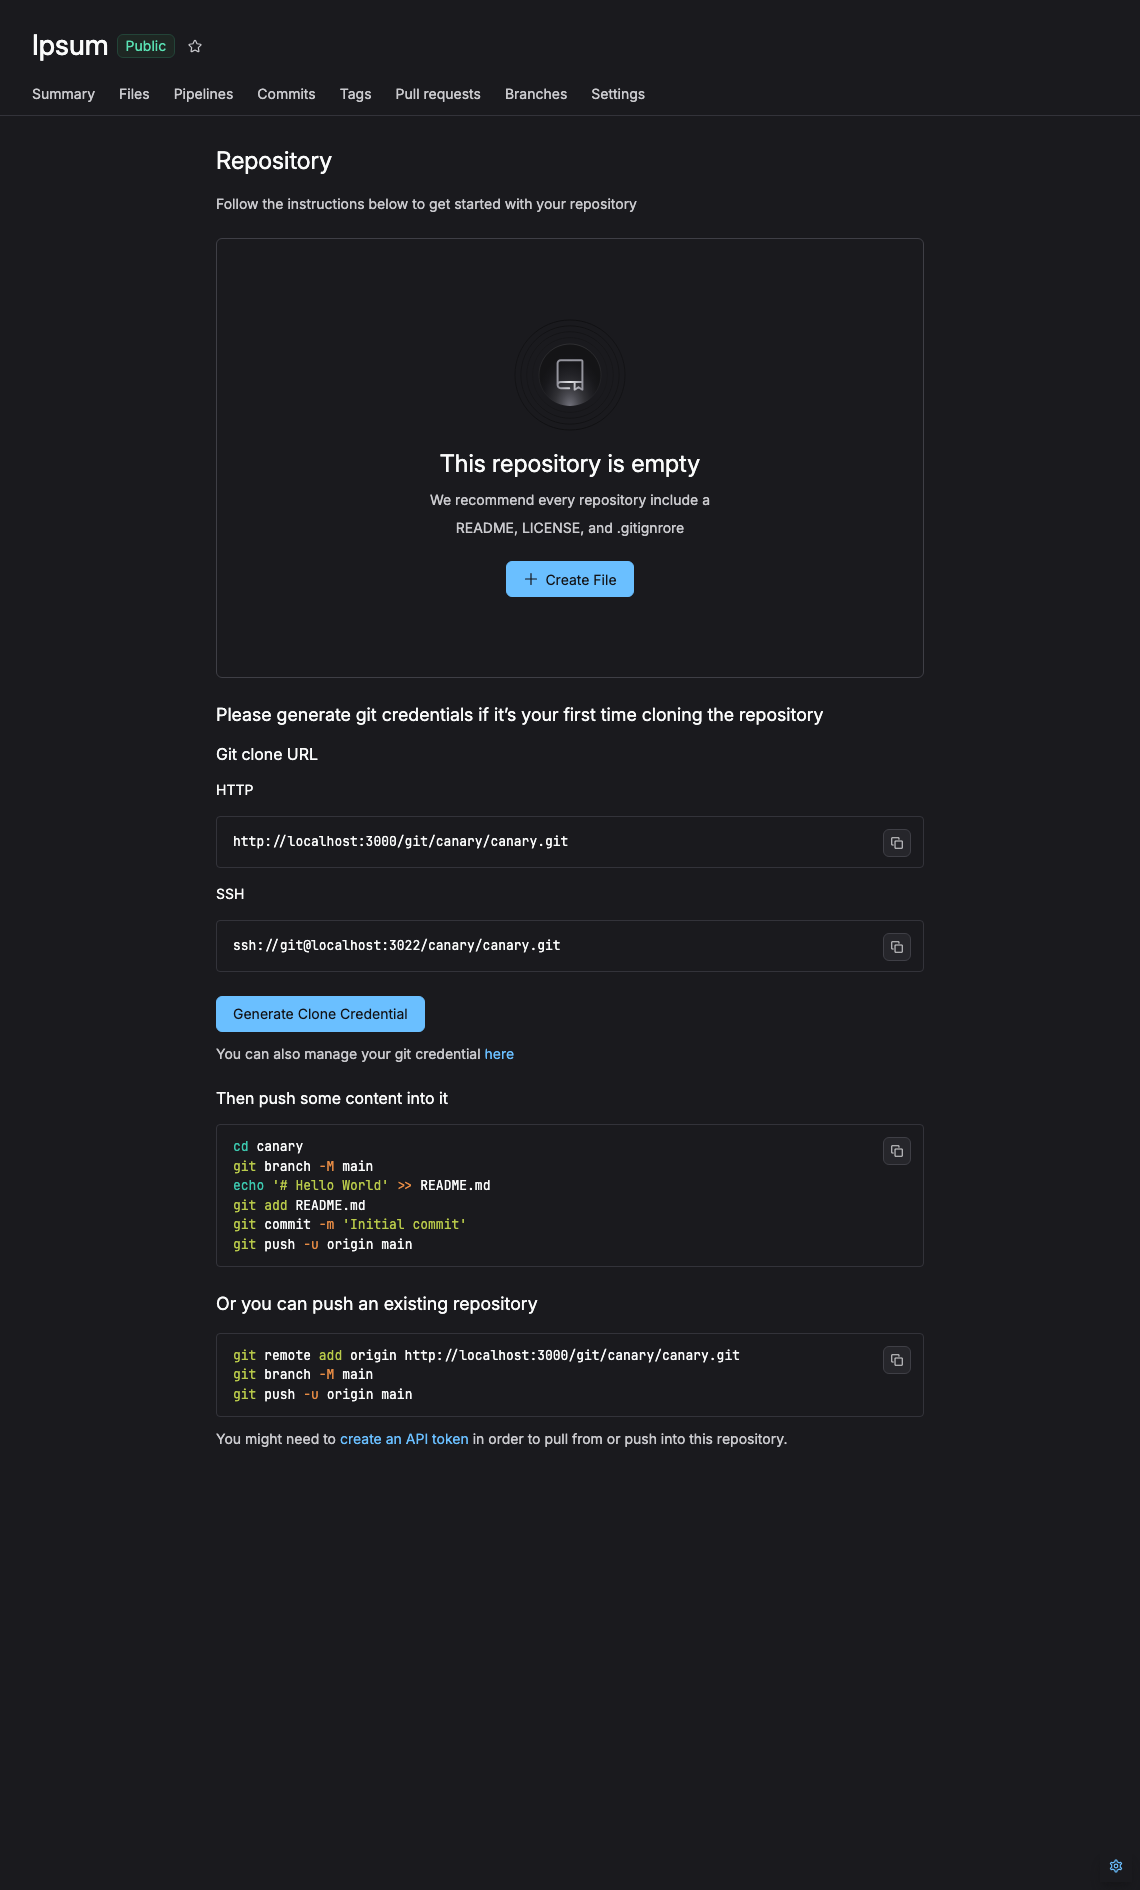 Ipsum Public
Summary Files Pipelines Commits Tags Pull requests Branches Settings
Repository
Follow the instructions below to get started with your repository
This repository is empty
We recommend every repository include a
README, LICENSE, and .gitignrore
Create File
Please generate git credentials if it’s your first time cloning the repository
Git clone URL
HTTP
http://localhost:3000/git/canary/canary.git
SSH
ssh://git@localhost:3022/canary/canary.git
Generate Clone Credential
You can also manage your git credential here
Then push some content into it
cd canary
git branch -M main
echo '# Hello World' >> README.md
git add README.md
git commit -m 'Initial commit'
git push -u origin main
Or you can push an existing repository
git remote add origin http://localhost:3000/git/canary/canary.git
git branch -M main
git push -u origin main
You might need to create an API token in order to pull from or push into this repository.